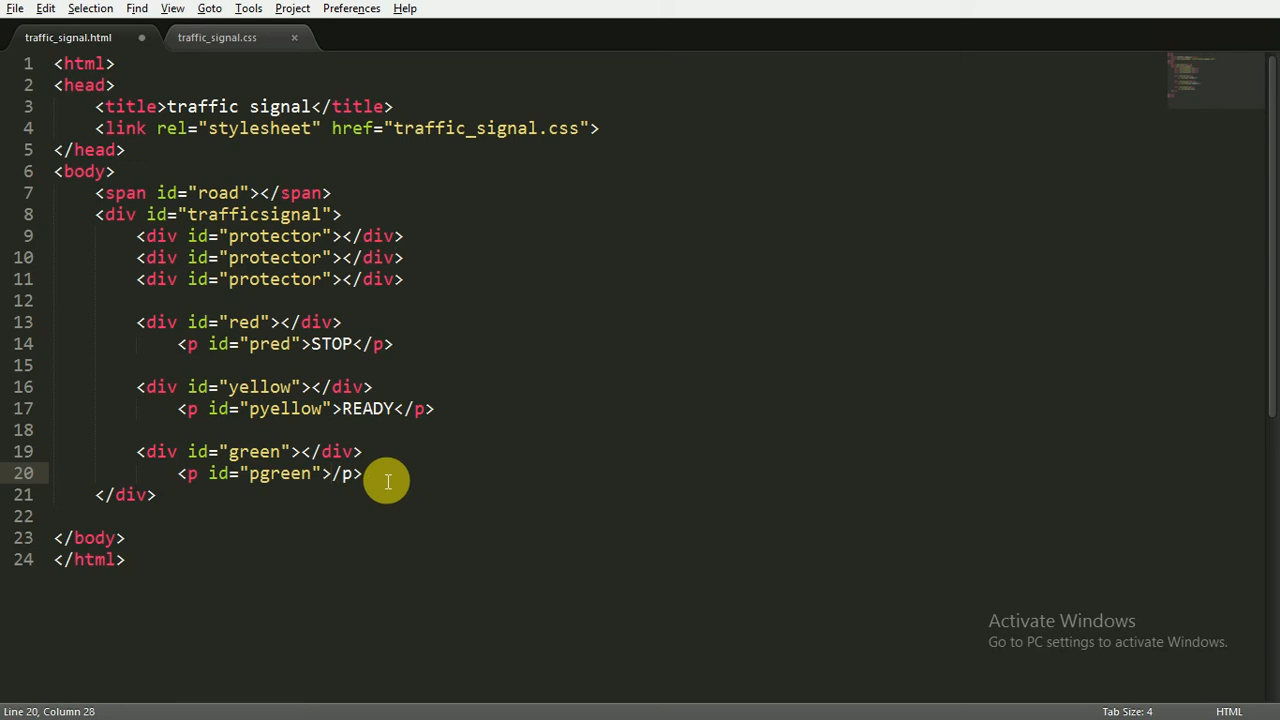 File Edit Selection Find View Goto Tools Project Preferences Help
traffic_signal.html traffic_signal.css ×
1 <html>
2 <head>
3 <title>traffic signal</title>
4 <link rel="stylesheet" href="traffic_signal.css">
5 </head>
6 <body>
7 <span id="road"></span>
8 <div id="trafficsignal">
9 <div id="protector"></div>
10 <div id="protector"></div>
11 <div id="protector"></div>
12
13 <div id="red"></div>
14 <p id="pred">STOP</p>
15
16 <div id="yellow"></div>
17 <p id="pyellow">READY</p>
18
19 <div id="green"></div>
20 <p id="pgreen">/p>
21 </div>
22
23 </body>
24 </html>
Activate Windows
Go to PC settings to activate Windows.
Line 20, Column 28 Tab Size: 4 HTML